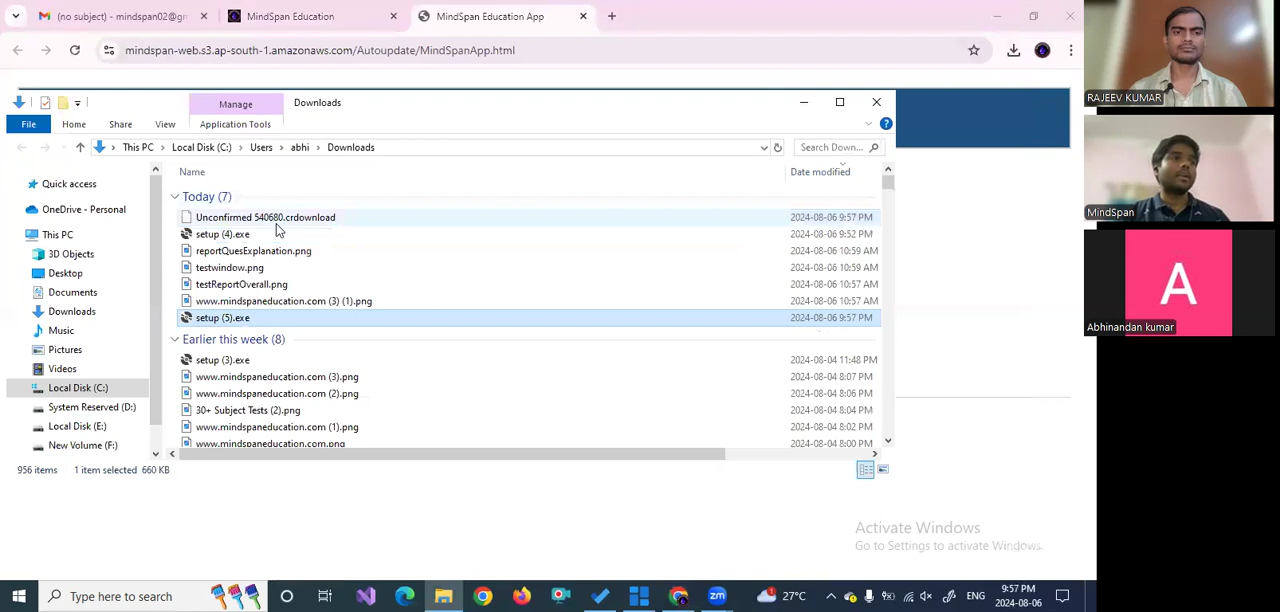 (no subject) - mindspan02@gm
MindSpan Education
MindSpan Education App
mindspan-web.s3.ap-south-1.amazonaws.com/Autoupdate/MindSpanApp.html
RAJEEV KUMAR
Manage
Downloads
File
Home
Share
View
Application Tools
This PC > Local Disk (C:) > Users > abhi > Downloads
Search Down...
Name
Date modified
Quick access
OneDrive - Personal
This PC
3D Objects
Desktop
Documents
Downloads
Music
Pictures
Videos
Local Disk (C:)
System Reserved (D:)
Local Disk (E:)
New Volume (F:)
Today (7)
Unconfirmed 540680.crdownload 2024-08-06 9:57 PM
setup (4).exe 2024-08-06 9:52 PM
reportQuesExplanation.png 2024-08-06 10:59 AM
testwindow.png 2024-08-06 10:59 AM
testReportOverall.png 2024-08-06 10:57 AM
www.mindspaneducation.com (3) (1).png 2024-08-06 10:57 AM
setup (5).exe 2024-08-06 9:57 PM
Earlier this week (8)
setup (3).exe 2024-08-04 11:48 PM
www.mindspaneducation.com (3).png 2024-08-04 8:07 PM
www.mindspaneducation.com (2).png 2024-08-04 8:06 PM
30+ Subject Tests (2).png 2024-08-04 8:04 PM
www.mindspaneducation.com (1).png 2024-08-04 8:02 PM
www.mindspaneducation.com.png 2024-08-04 8:00 PM
956 items 1 item selected 660 KB
MindSpan
A
Abhinandan kumar
Activate Windows
Go to Settings to activate Windows.
Type here to search
zm
27°C
ENG
9:57 PM
2024-08-06